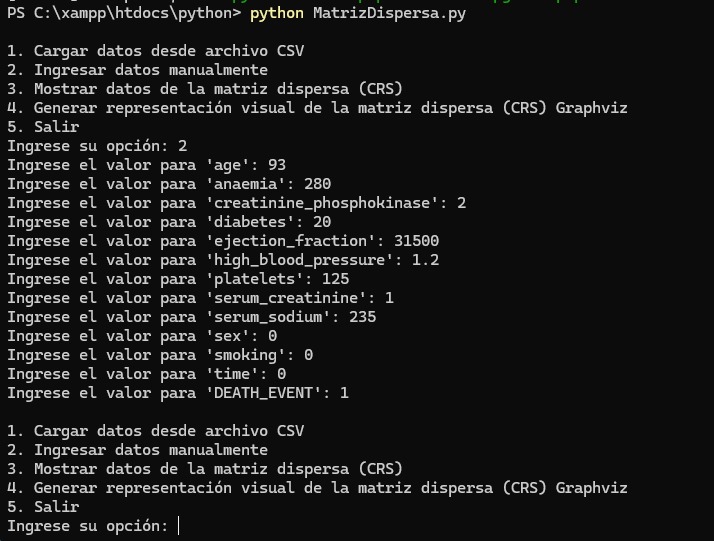 PS C:\xampp\htdocs\python> python MatrizDispersa.py
1. Cargar datos desde archivo CSV
2. Ingresar datos manualmente
3. Mostrar datos de la matriz dispersa (CRS)
4. Generar representación visual de la matriz dispersa (CRS) Graphviz
5. Salir
Ingrese su opción: 2
Ingrese el valor para 'age': 93
Ingrese el valor para 'anaemia': 280
Ingrese el valor para 'creatinine_phosphokinase': 2
Ingrese el valor para 'diabetes': 20
Ingrese el valor para 'ejection_fraction': 31500
Ingrese el valor para 'high_blood_pressure': 1.2
Ingrese el valor para 'platelets': 125
Ingrese el valor para 'serum_creatinine': 1
Ingrese el valor para 'serum_sodium': 235
Ingrese el valor para 'sex': 0
Ingrese el valor para 'smoking': 0
Ingrese el valor para 'time': 0
Ingrese el valor para 'DEATH_EVENT': 1
1. Cargar datos desde archivo CSV
2. Ingresar datos manualmente
3. Mostrar datos de la matriz dispersa (CRS)
4. Generar representación visual de la matriz dispersa (CRS) Graphviz
5. Salir
Ingrese su opción: